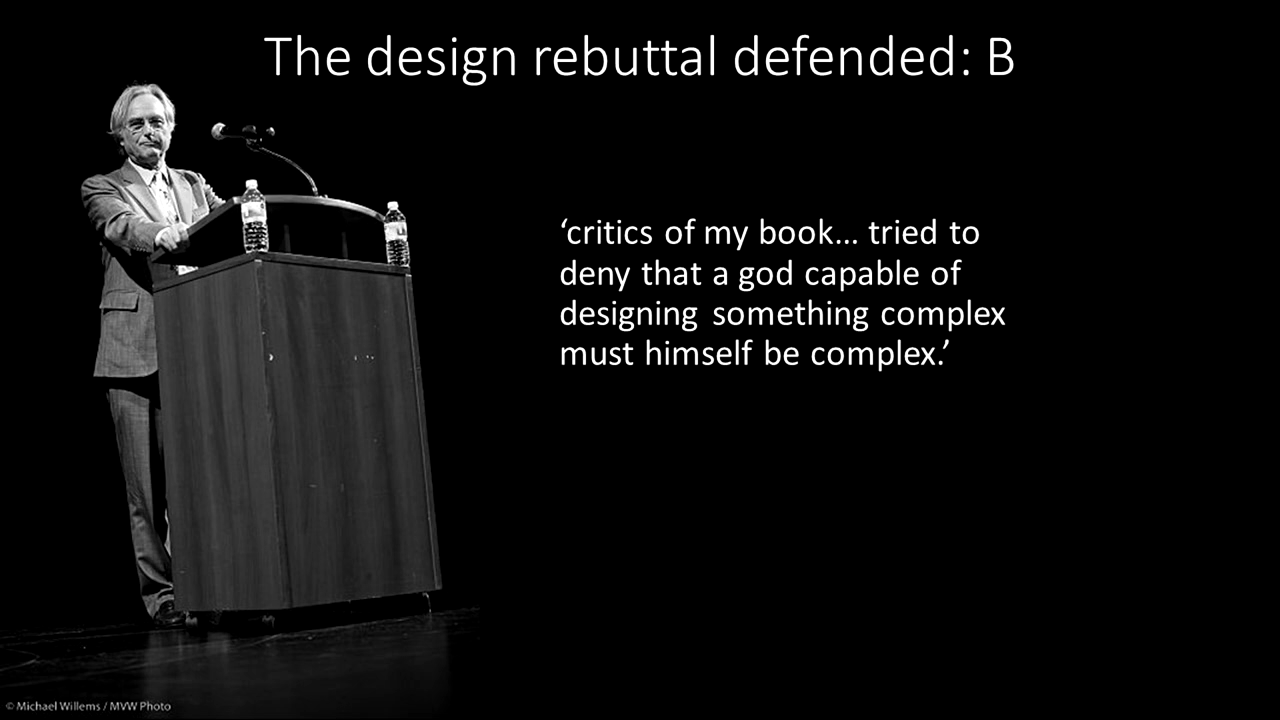 The design rebuttal defended: B
‘critics of my book… tried to
deny that a god capable of
designing something complex
must himself be complex.’
© Michael Willems / MVW Photo